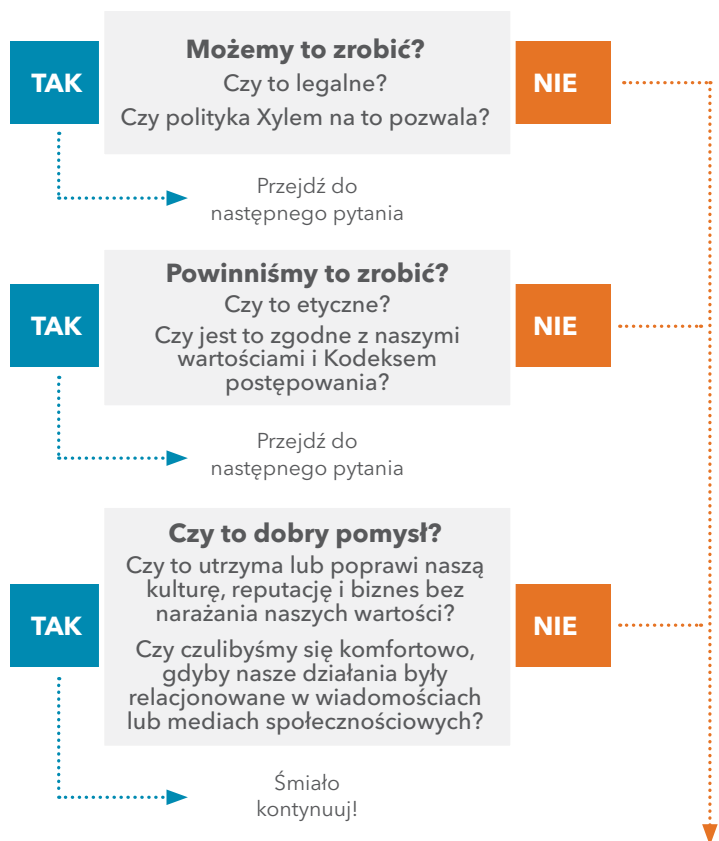 Możemy to zrobić?
TAK
Czy to legalne?
NIE
Czy polityka Xylem na to pozwala?
Przejdź do
następnego pytania
Powinniśmy to zrobić?
Czy to etyczne?
TAK
Czy jest to zgodne z naszymi
NIE
wartościami i Kodeksem
postępowania?
Przejdź do
następnego pytania
Czy to dobry pomysł?
Czy to utrzyma lub poprawi naszą
kulturę, reputację i biznes bez
narażania naszych wartości?
TAK
NIE
Czy czulibyśmy się komfortowo,
gdyby nasze działania były
relacjonowane w wiadomościach
lub mediach społecznościowych?
Śmiało
kontynuuj!